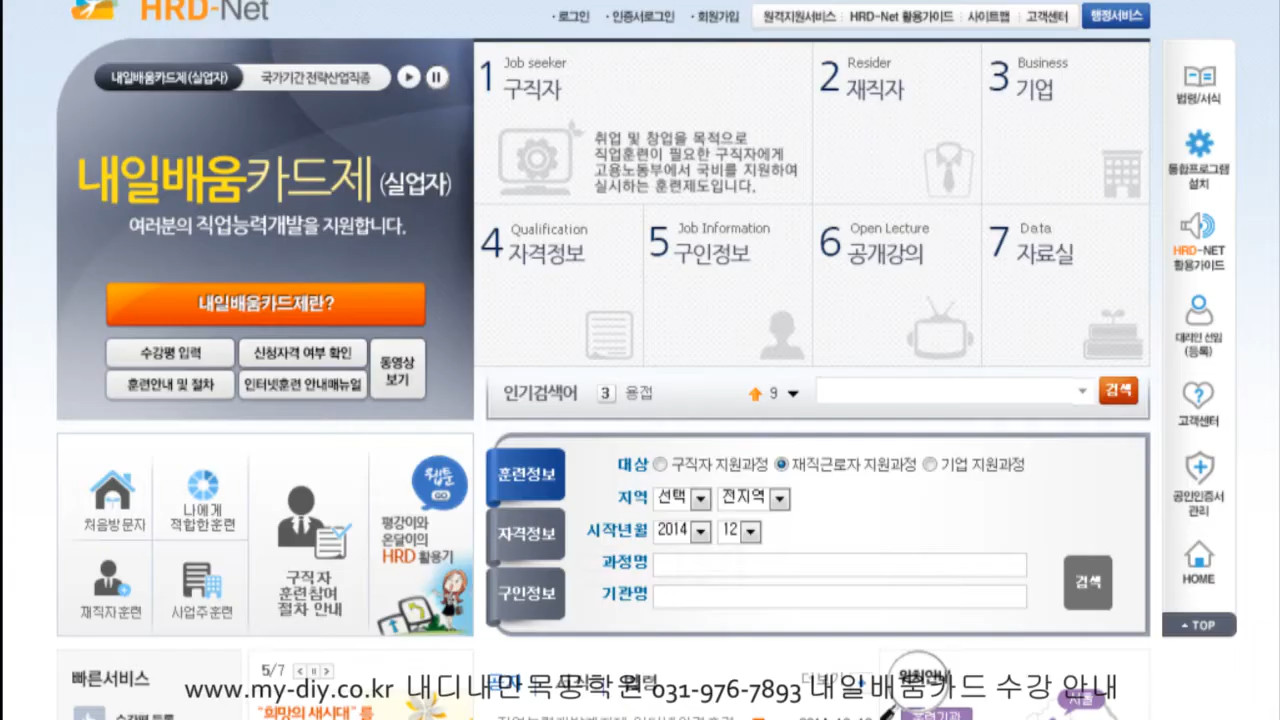 HRD-Net
· 로그인 · 인증서로그인 · 회원가입
원격지원서비스 HRD-Net 활용가이드 사이트맵 고객센터 행정서비스
내일배움카드제(실업자) 국가기간 전략산업직종
내일배움카드제(실업자)
여러분의 직업능력개발을 지원합니다.
내일배움카드제란?
수강평 입력 신청자격 여부 확인
훈련안내 및 절차 인터넷훈련 안내매뉴얼
동영상
보기
1 Job seeker
구직자
취업 및 창업을 목적으로
직업훈련이 필요한 구직자에게
고용노동부에서 국비를 지원하여
실시하는 훈련제도입니다.
2 Resider
재직자
3 Business
기업
4 Qualification
자격정보
5 Job Information
구인정보
6 Open Lecture
공개강의
7 Data
자료실
인기검색어 3 용접 9 검색
처음방문자
나에게
적합한훈련
재직자훈련
사업주훈련
구직자
훈련참여
절차 안내
웹툰
GO
평강이와
온달이의
HRD 활용기
훈련정보
자격정보
구인정보
대상 구직자 지원과정 재직근로자 지원과정 기업 지원과정
지역 선택 전지역
시작년월 2014 12
과정명
기관명
검색
법령/서식
통합프로그램
설치
HRD-NET
활용가이드
대리인 선임
(등록)
고객센터
공인인증서
관리
HOME
TOP
빠른서비스
5/7
"희망의 새시대" 를
www.my-diy.co.kr 내디내만목공학원 031-976-7893 내일배움카드 수강 안내